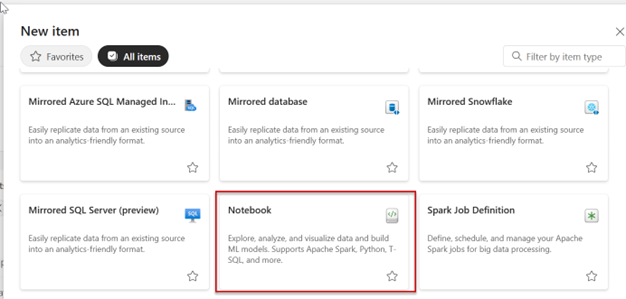 New item
Favorites
All items
Filter by item type
Mirrored Azure SQL Managed In...
SQL
Easily replicate data from an existing source
into an analytics-friendly format.
Mirrored database
Easily replicate data from an existing source
into an analytics-friendly format.
Mirrored Snowflake
Easily replicate data from an existing source
into an analytics-friendly format.
Mirrored SQL Server (preview)
SQL
Easily replicate data from an existing source
into an analytics-friendly format.
Notebook
Explore, analyze, and visualize data and build
ML models. Supports Apache Spark, Python, T-
SQL, and more.
Spark Job Definition
Define, schedule, and manage your Apache
Spark jobs for big data processing.